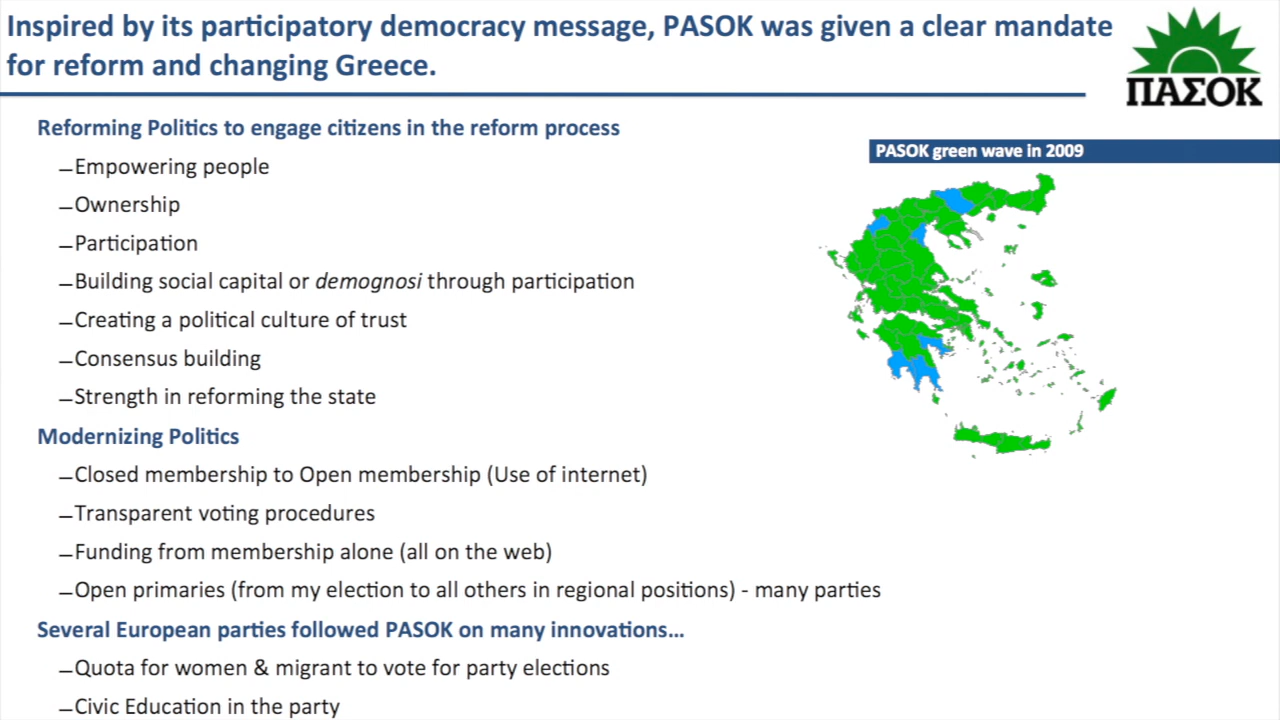 Inspired by its participatory democracy message, PASOK was given a clear mandate
for reform and changing Greece.
ΠΑΣΟΚ
Reforming Politics to engage citizens in the reform process
–Empowering people
–Ownership
–Participation
–Building social capital or demognosi through participation
–Creating a political culture of trust
–Consensus building
–Strength in reforming the state
Modernizing Politics
–Closed membership to Open membership (Use of internet)
–Transparent voting procedures
–Funding from membership alone (all on the web)
–Open primaries (from my election to all others in regional positions) - many parties
Several European parties followed PASOK on many innovations…
–Quota for women & migrant to vote for party elections
–Civic Education in the party
PASOK green wave in 2009